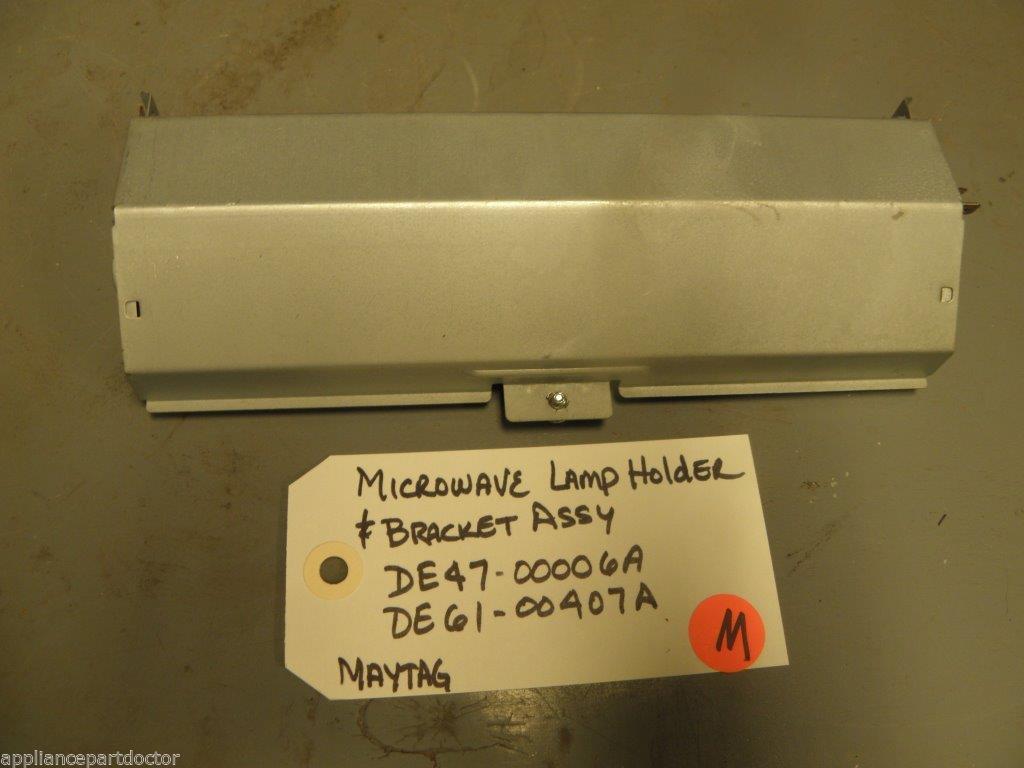 Microwave Lamp Holder
& Bracket Assy
DE47-00006A
DE61-00407A
M
Maytag
appliancepartdoctor